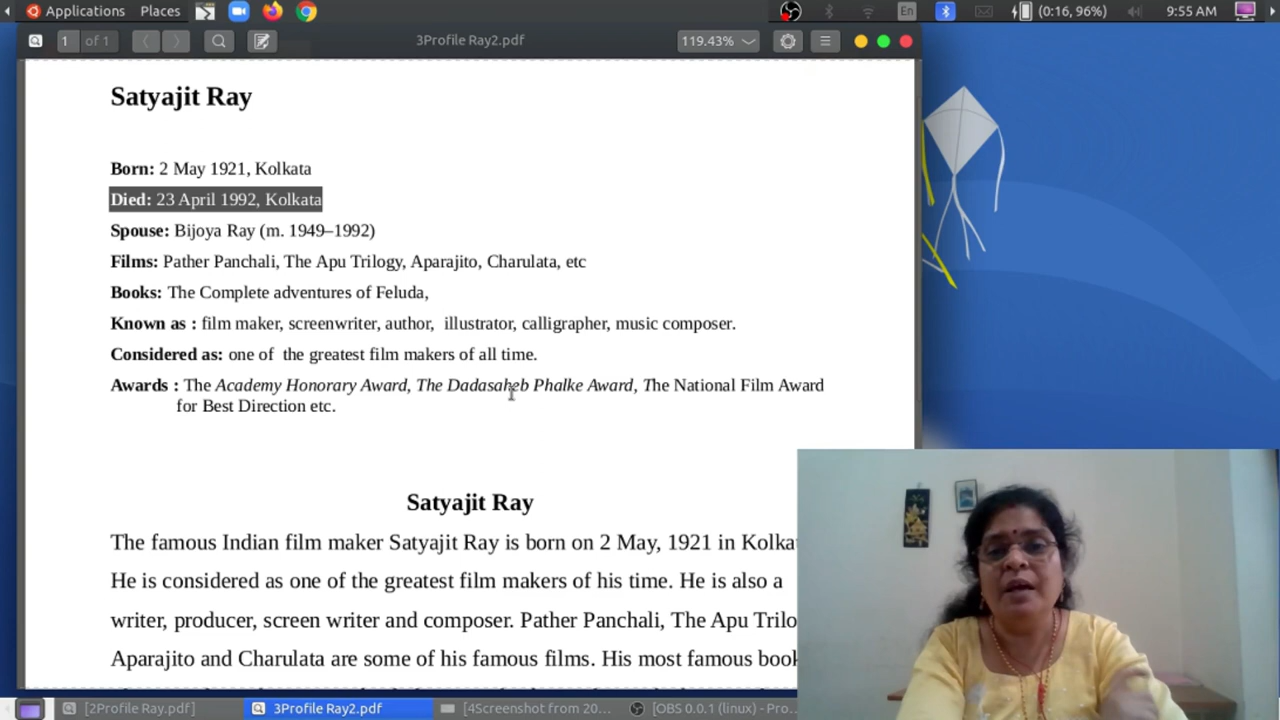 Applications Places En (0:16, 96%) 9:55 AM
1 of 1 3Profile Ray2.pdf 119.43%
Satyajit Ray
Born: 2 May 1921, Kolkata
Died: 23 April 1992, Kolkata
Spouse: Bijoya Ray (m. 1949–1992)
Films: Pather Panchali, The Apu Trilogy, Aparajito, Charulata, etc
Books: The Complete adventures of Feluda,
Known as : film maker, screenwriter, author, illustrator, calligrapher, music composer.
Considered as: one of the greatest film makers of all time.
Awards : The Academy Honorary Award, The Dadasaheb Phalke Award, The National Film Award
for Best Direction etc.
Satyajit Ray
The famous Indian film maker Satyajit Ray is born on 2 May, 1921 in Kolka
He is considered as one of the greatest film makers of his time. He is also a
writer, producer, screen writer and composer. Pather Panchali, The Apu Trilo
Aparajito and Charulata are some of his famous films. His most famous book
[2Profile Ray.pdf] 3Profile Ray2.pdf [4Screenshot from 20... [OBS 0.0.1 (linux) - Pro...